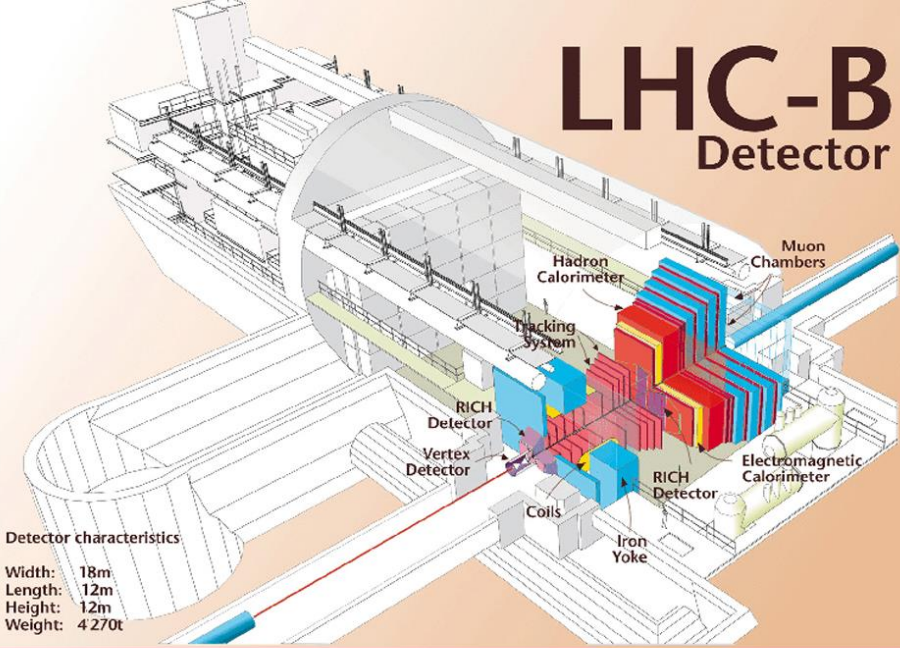 LHC-B
Detector
Muon
Chambers
Hadron
Calorimeter
Tracking
System
RICH
Detector
Vertex
Detector
Electromagnetic
Calorimeter
RICH
Detector
Coils
Iron
Yoke
Detector characteristics
Width: 18m
Length: 12m
Height: 12m
Weight: 4'270t